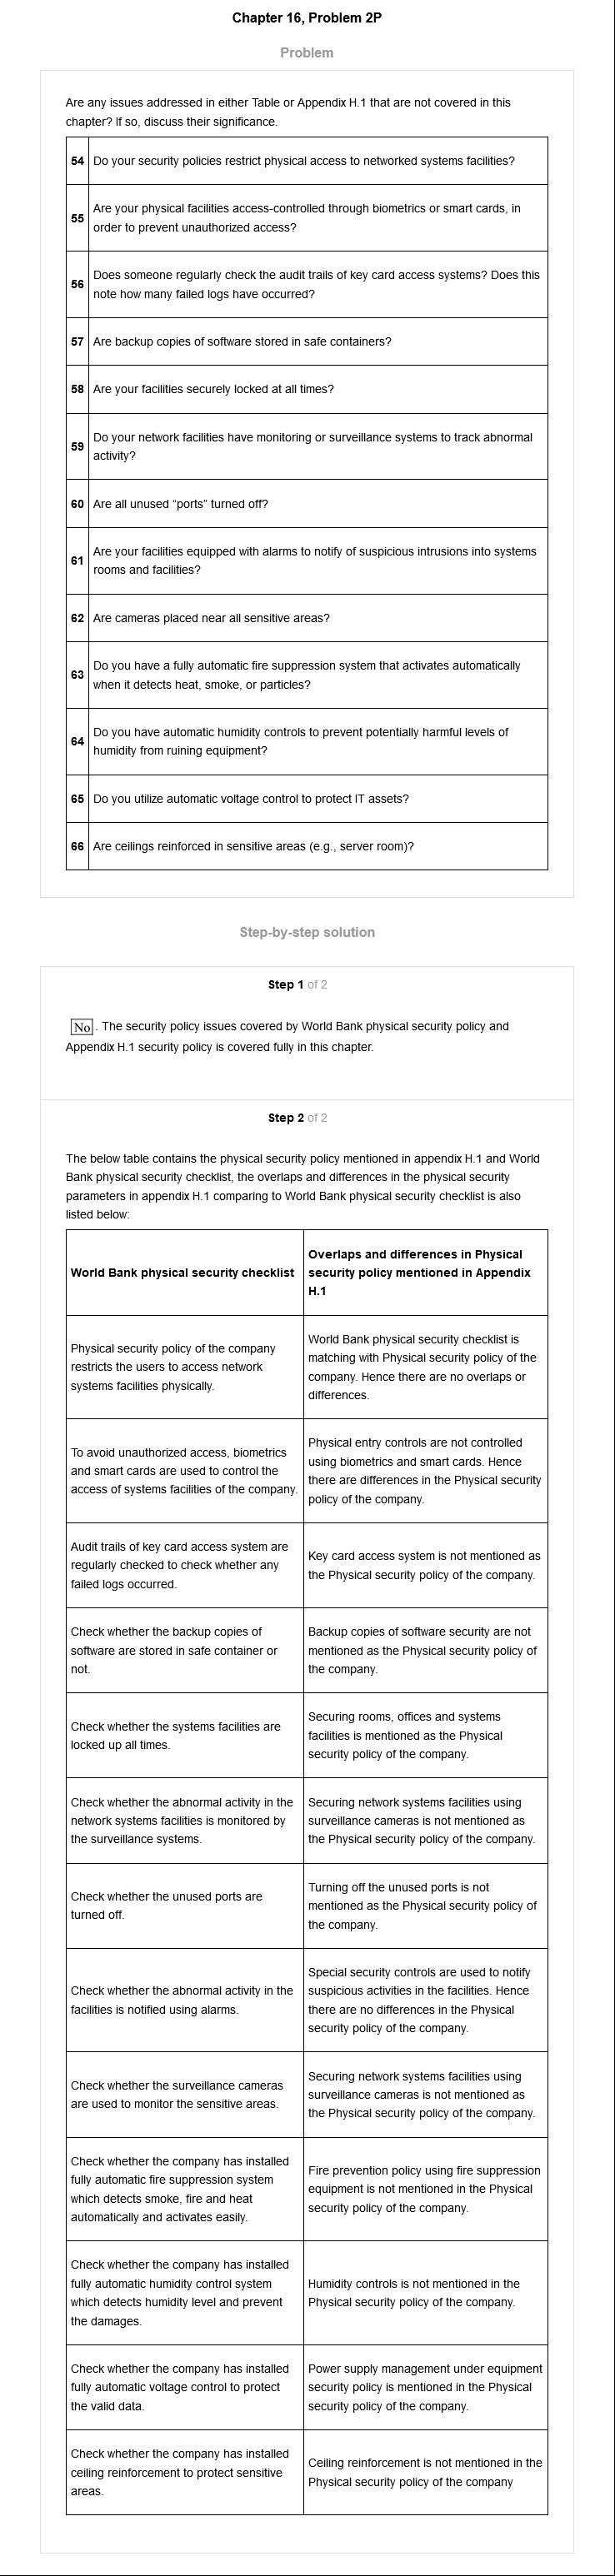 Chapter 16, Problem 2P
Problem
Are any issues addressed in either Table or Appendix H.1 that are not covered in this
chapter? If so, discuss their significance.
54 Do your security policies restrict physical access to networked systems facilities?
55 Are your physical facilities access-controlled through biometrics or smart cards, in
order to prevent unauthorized access?
56 Does someone regularly check the audit trails of key card access systems? Does this
note how many failed logs have occurred?
57 Are backup copies of software stored in safe containers?
58 Are your facilities securely locked at all times?
59 Do your network facilities have monitoring or surveillance systems to track abnormal
activity?
60 Are all unused “ports” turned off?
61 Are your facilities equipped with alarms to notify of suspicious intrusions into systems
rooms and facilities?
62 Are cameras placed near all sensitive areas?
63 Do you have a fully automatic fire suppression system that activates automatically
when it detects heat, smoke, or particles?
64 Do you have automatic humidity controls to prevent potentially harmful levels of
humidity from ruining equipment?
65 Do you utilize automatic voltage control to protect IT assets?
66 Are ceilings reinforced in sensitive areas (e.g., server room)?
Step-by-step solution
Step 1 of 2
No. The security policy issues covered by World Bank physical security policy and
Appendix H.1 security policy is covered fully in this chapter.
Step 2 of 2
The below table contains the physical security policy mentioned in appendix H.1 and World
Bank physical security checklist, the overlaps and differences in the physical security
parameters in appendix H.1 comparing to World Bank physical security checklist is also
listed below:
World Bank physical security checklist
Overlaps and differences in Physical
security policy mentioned in Appendix
H.1
Physical security policy of the company
restricts the users to access network
systems facilities physically.
World Bank physical security checklist is
matching with Physical security policy of the
company. Hence there are no overlaps or
differences.
To avoid unauthorized access, biometrics
and smart cards are used to control the
access of systems facilities of the company.
Physical entry controls are not controlled
using biometrics and smart cards. Hence
there are differences in the Physical security
policy of the company.
Audit trails of key card access system are
regularly checked to check whether any
failed logs occurred.
Key card access system is not mentioned as
the Physical security policy of the company.
Check whether the backup copies of
software are stored in safe container or
not.
Backup copies of software security are not
mentioned as the Physical security policy of
the company.
Check whether the systems facilities are
locked up all times.
Securing rooms, offices and systems
facilities is mentioned as the Physical
security policy of the company.
Check whether the abnormal activity in the
network systems facilities is monitored by
the surveillance systems.
Securing network systems facilities using
surveillance cameras is not mentioned as
the Physical security policy of the company.
Check whether the unused ports are
turned off.
Turning off the unused ports is not
mentioned as the Physical security policy of
the company.
Check whether the abnormal activity in the
facilities is notified using alarms.
Special security controls are used to notify
suspicious activities in the facilities. Hence
there are no differences in the Physical
security policy of the company.
Check whether the surveillance cameras
are used to monitor the sensitive areas.
Securing network systems facilities using
surveillance cameras is not mentioned as
the Physical security policy of the company.
Check whether the company has installed
fully automatic fire suppression system
which detects smoke, fire and heat
automatically and activates easily.
Fire prevention policy using fire suppression
equipment is not mentioned in the Physical
security policy of the company.
Check whether the company has installed
fully automatic humidity control system
which detects humidity level and prevent
the damages.
Humidity controls is not mentioned in the
Physical security policy of the company.
Check whether the company has installed
fully automatic voltage control to protect
the valid data.
Power supply management under equipment
security policy is mentioned in the Physical
security policy of the company.
Check whether the company has installed
ceiling reinforcement to protect sensitive
areas.
Ceiling reinforcement is not mentioned in the
Physical security policy of the company